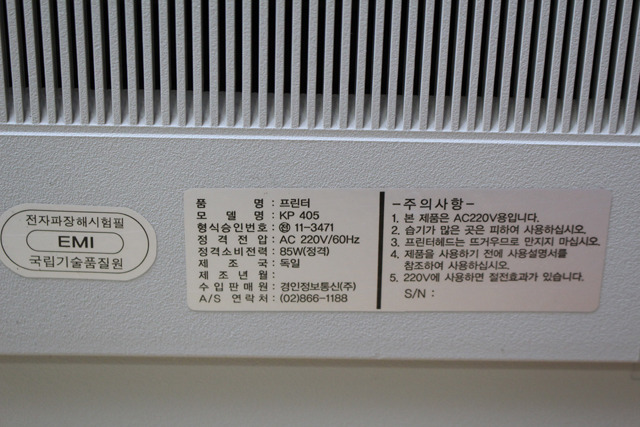 전자파장해시험필
EMI
국립기술품질원
품 명 : 프린터
모 델 명 : KP 405
형식승인번호 : ㉽ 11-3471
정 격 전 압 : AC 220V/60Hz
정격소비전력 : 85W(정격)
제 조 국 : 독일
제 조 년 월 :
수 입 판 매 원 : 경인정보통신(주)
A/S 연락처 : (02)866-1188
-주의사항-
1. 본 제품은 AC220V용입니다.
2. 습기가 많은 곳은 피하여 사용하십시오.
3. 프린터헤드는 뜨거우므로 만지지 마십시오.
4. 제품을 사용하기 전에 사용설명서를
참조하여 사용하십시오.
5. 220V에 사용하면 절전효과가 있습니다.
S/N :